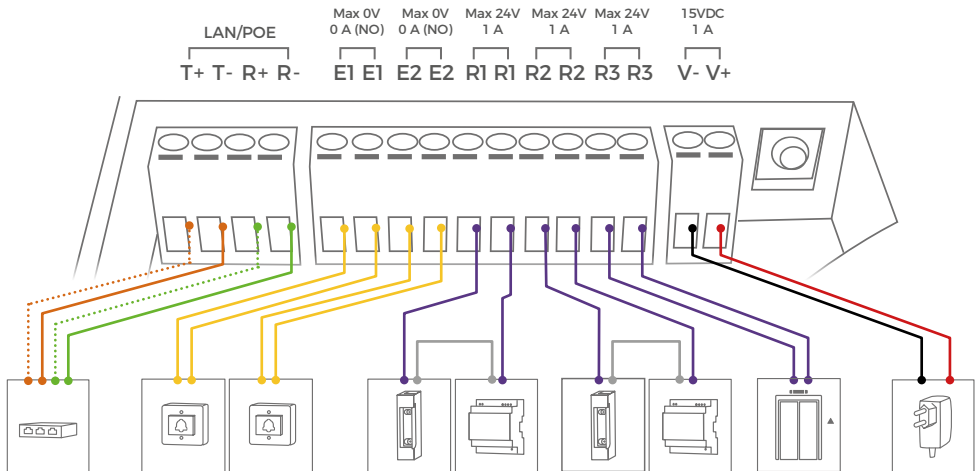 LAN/POE
Max 0V
0 A (NO)
Max 0V
0 A (NO)
Max 24V
1 A
Max 24V
1 A
Max 24V
1 A
15VDC
1 A
T+ T- R+ R- E1 E1 E2 E2 R1 R1 R2 R2 R3 R3 V- V+